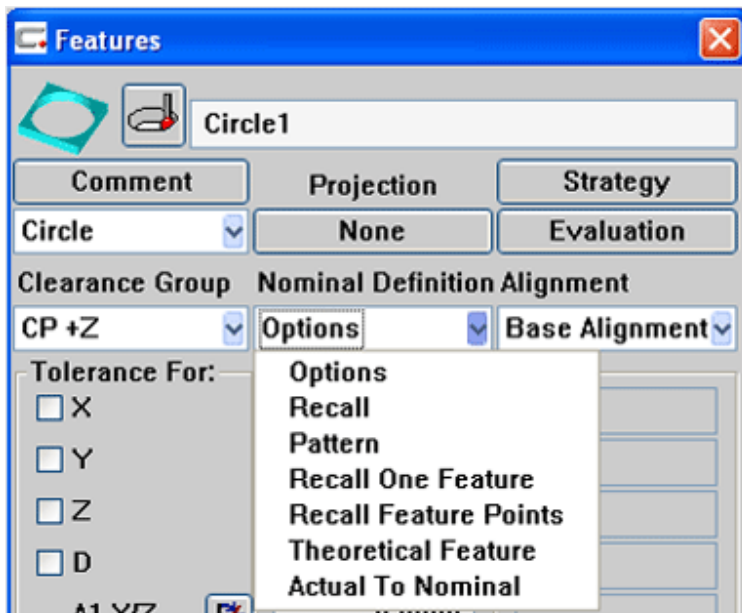 Features
Circle1
Comment Projection Strategy
Circle None Evaluation
Clearance Group Nominal Definition Alignment
CP +Z Options Base Alignment
Tolerance For:
Options
X
Recall
Y
Pattern
Recall One Feature
Z
Recall Feature Points
D
Theoretical Feature
Actual To Nominal